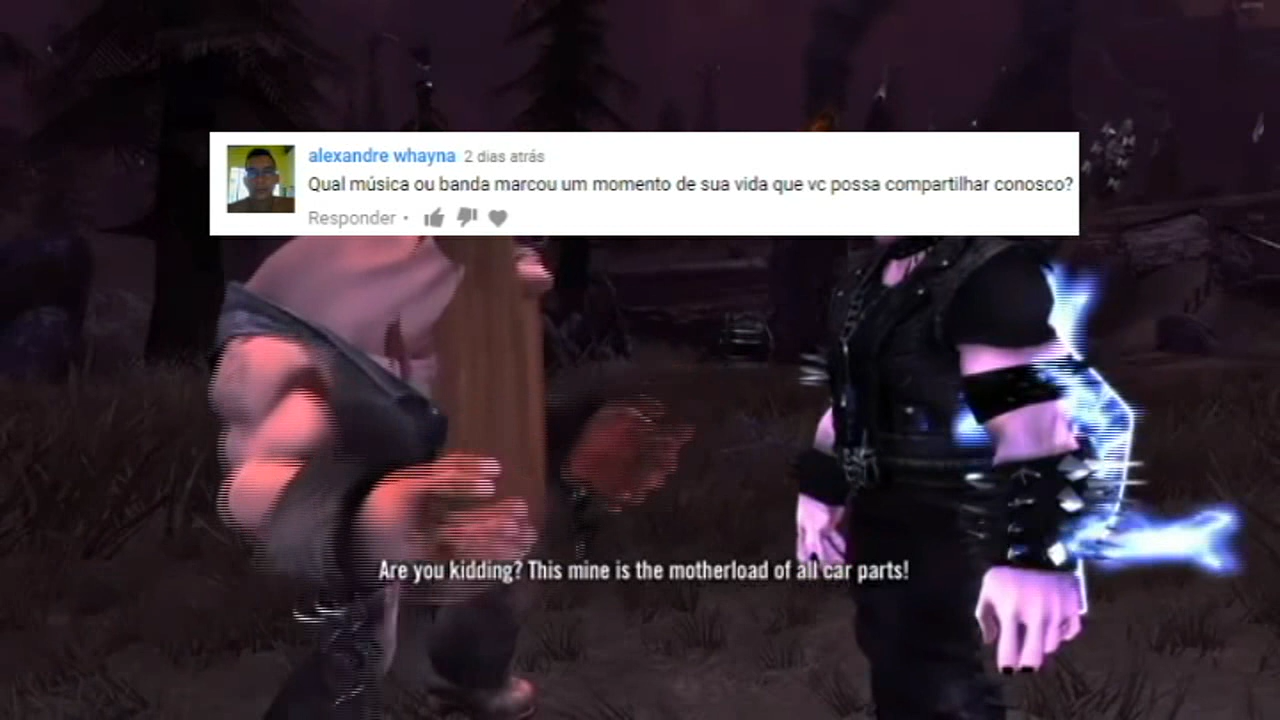 alexandre whayna 2 dias atrás
Qual música ou banda marcou um momento de sua vida que vc possa compartilhar conosco?
Responder •
Are you kidding? This mine is the motherload of all car parts!